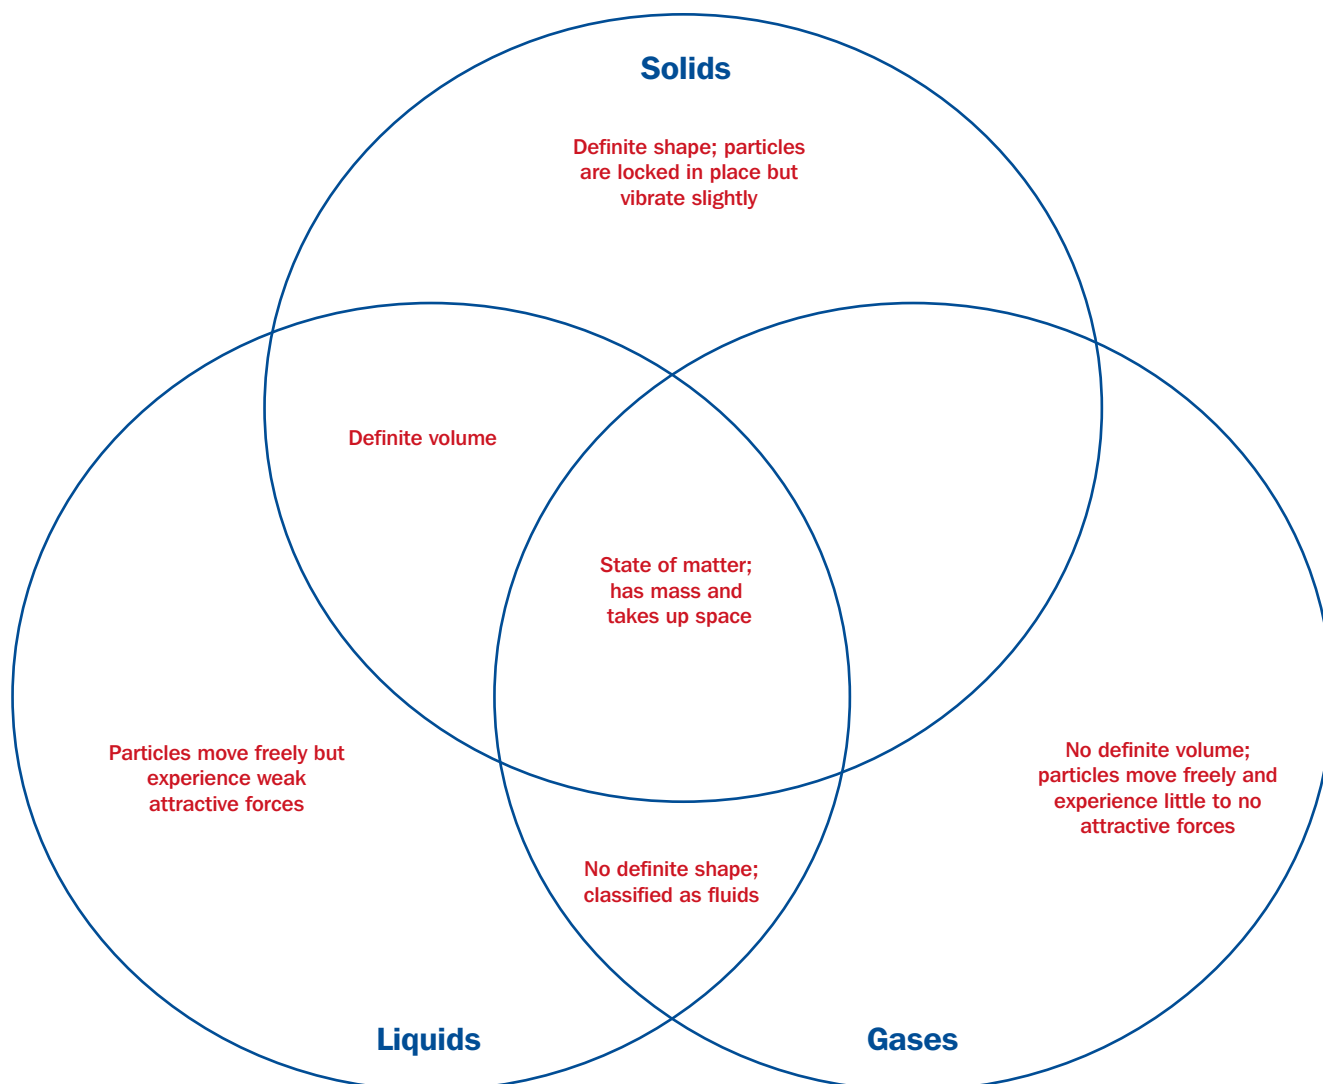 Solids
Definite shape; particles
are locked in place but
vibrate slightly
Definite volume
State of matter;
has mass and
takes up space
Particles move freely but
experience weak
attractive forces
No definite volume;
particles move freely and
experience little to no
attractive forces
No definite shape;
classified as fluids
Liquids
Gases